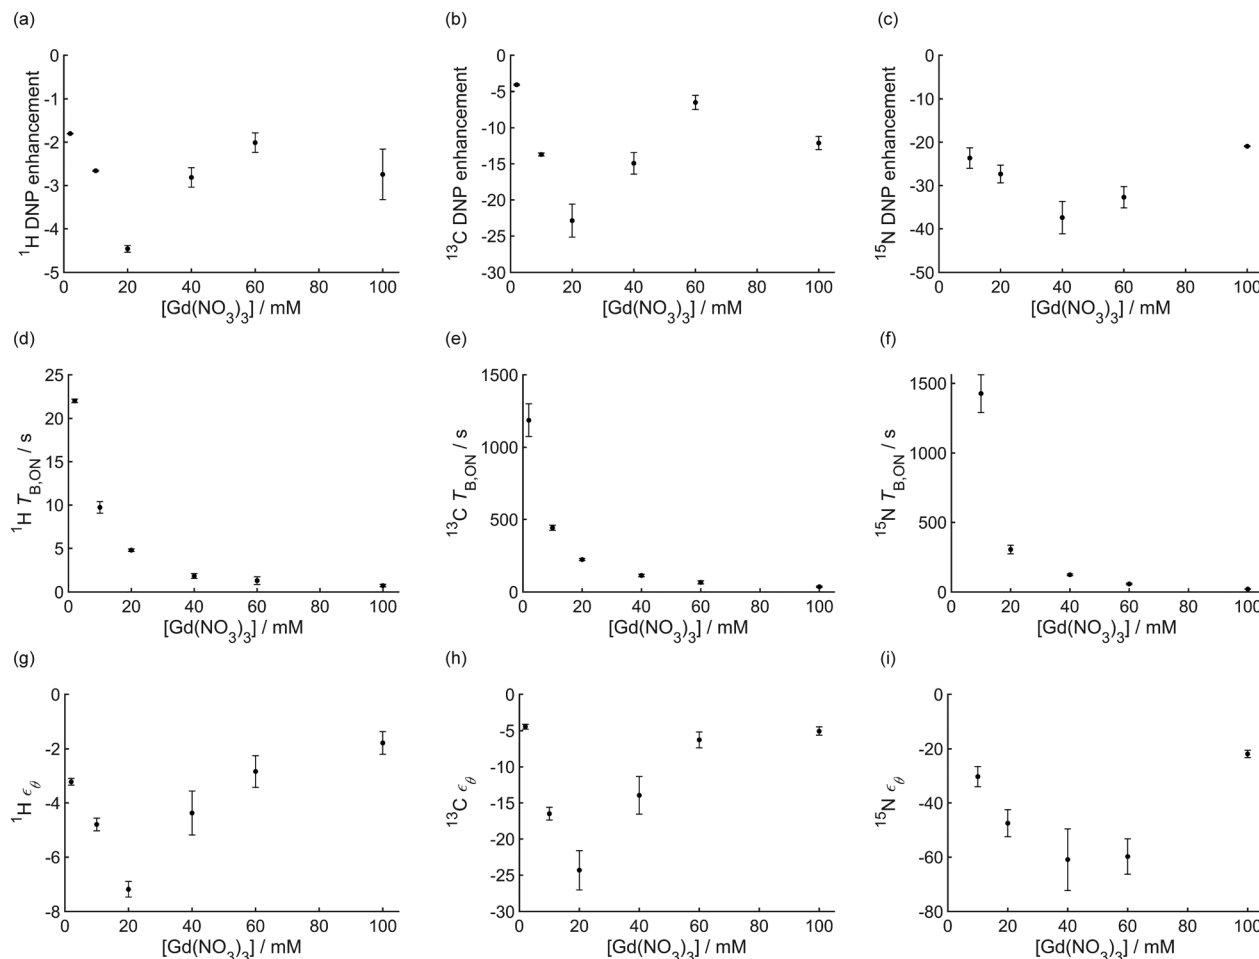 (a)
0
-1
-2
-3
-4
-5
¹H DNP enhancement
0 20 40 60 80 100
[Gd(NO₃)₃] / mM
(b)
0
-5
-10
-15
-20
-25
-30
¹³C DNP enhancement
0 20 40 60 80 100
[Gd(NO₃)₃] / mM
(c)
0
-10
-20
-30
-40
-50
¹⁵N DNP enhancement
0 20 40 60 80 100
[Gd(NO₃)₃] / mM
(d)
25
20
15
10
5
0
¹H T_B,ON / s
0 20 40 60 80 100
[Gd(NO₃)₃] / mM
(e)
1500
1000
500
0
¹³C T_B,ON / s
0 20 40 60 80 100
[Gd(NO₃)₃] / mM
(f)
1500
1000
500
0
¹⁵N T_B,ON / s
0 20 40 60 80 100
[Gd(NO₃)₃] / mM
(g)
0
-2
-4
-6
-8
¹H ϵ_θ
0 20 40 60 80 100
[Gd(NO₃)₃] / mM
(h)
0
-5
-10
-15
-20
-25
-30
¹³C ϵ_θ
0 20 40 60 80 100
[Gd(NO₃)₃] / mM
(i)
0
-20
-40
-60
-80
¹⁵N ϵ_θ
0 20 40 60 80 100
[Gd(NO₃)₃] / mM